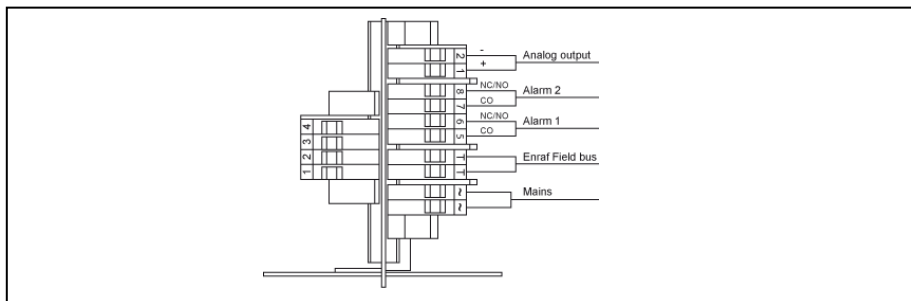 - 2 Analog output
+ 1
NC/NO 8 Alarm 2
CO 7
NC/NO 6 Alarm 1
CO 5
T Enraf Field bus
T
~ Mains
~
4
3
2
1